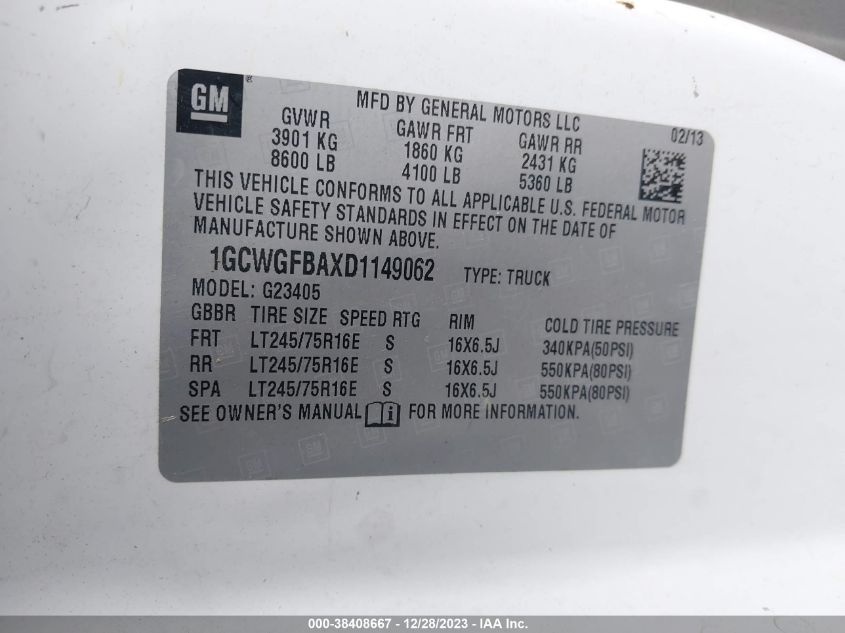 GM ®
MFD BY GENERAL MOTORS LLC
02/13
GVWR GAWR FRT GAWR RR
3901 KG 1860 KG 2431 KG
8600 LB 4100 LB 5360 LB
THIS VEHICLE CONFORMS TO ALL APPLICABLE U.S. FEDERAL MOTOR
VEHICLE SAFETY STANDARDS IN EFFECT ON THE DATE OF
MANUFACTURE SHOWN ABOVE.
1GCWGFBAXD1149062 TYPE: TRUCK
MODEL: G23405
GBBR TIRE SIZE SPEED RTG RIM COLD TIRE PRESSURE
FRT LT245/75R16E S 16X6.5J 340KPA(50PSI)
RR LT245/75R16E S 16X6.5J 550KPA(80PSI)
SPA LT245/75R16E S 16X6.5J 550KPA(80PSI)
SEE OWNER'S MANUAL i FOR MORE INFORMATION.
000-38408667 - 12/28/2023 - IAA Inc.